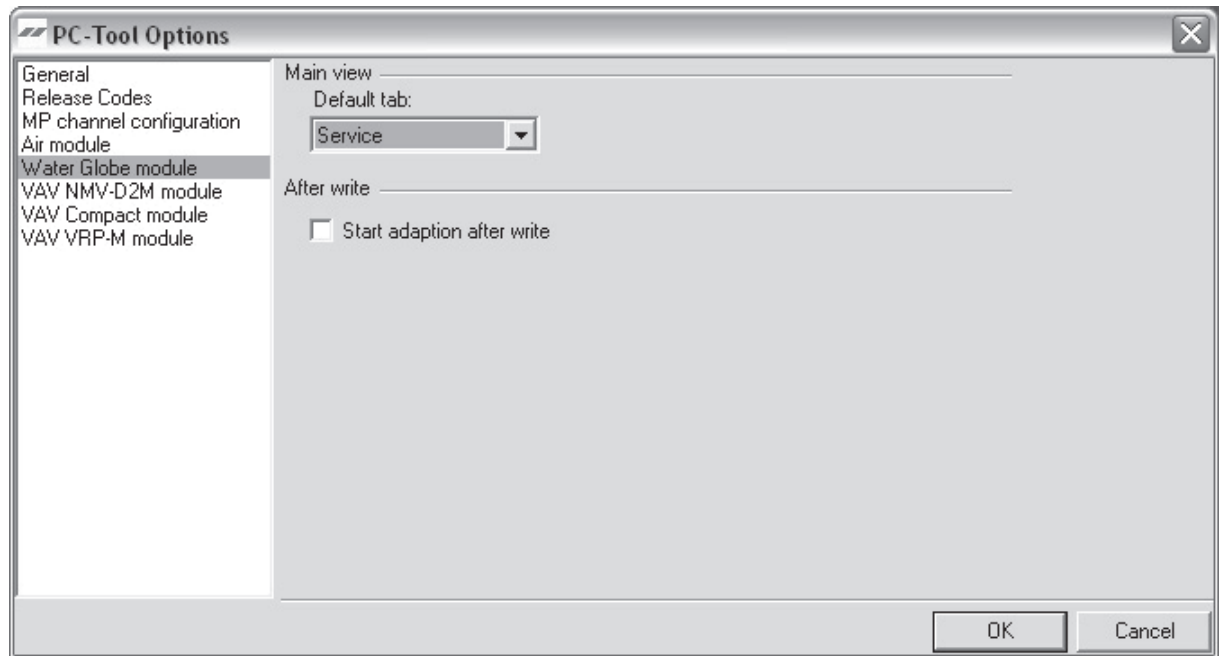 PC-Tool Options
General
Release Codes
MP channel configuration
Air module
Water Globe module
VAV NMV-D2M module
VAV Compact module
VAV VRP-M module
Main view
Default tab:
Service
After write
Start adaption after write
OK
Cancel